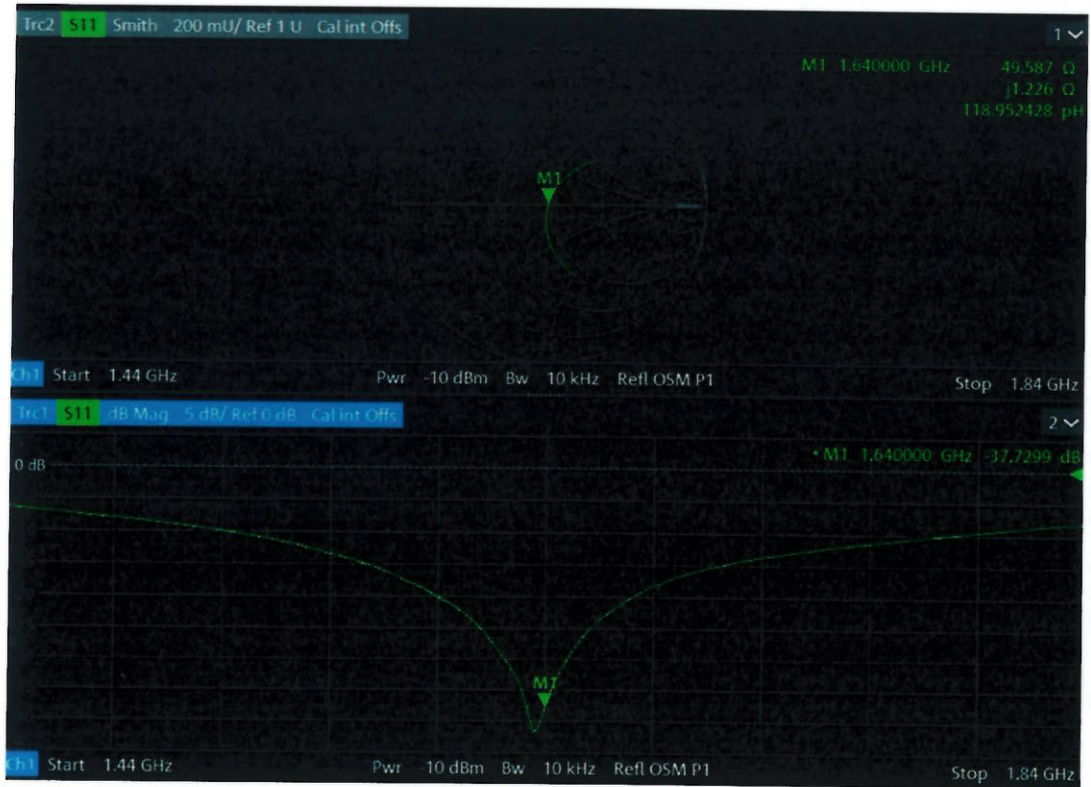 Trc2 S11 Smith 200 mU/ Ref 1 U Cal int Offs
1
M1 1.640000 GHz 49.587 Ω
j1.226 Ω
118.952428 pH
M1
Ch1 Start 1.44 GHz Pwr -10 dBm Bw 10 kHz Refl OSM P1 Stop 1.84 GHz
Trc1 S11 dB Mag 5 dB/ Ref 0 dB Cal int Offs
2
0 dB
• M1 1.640000 GHz -37.7299 dB
M1
Ch1 Start 1.44 GHz Pwr -10 dBm Bw 10 kHz Refl OSM P1 Stop 1.84 GHz